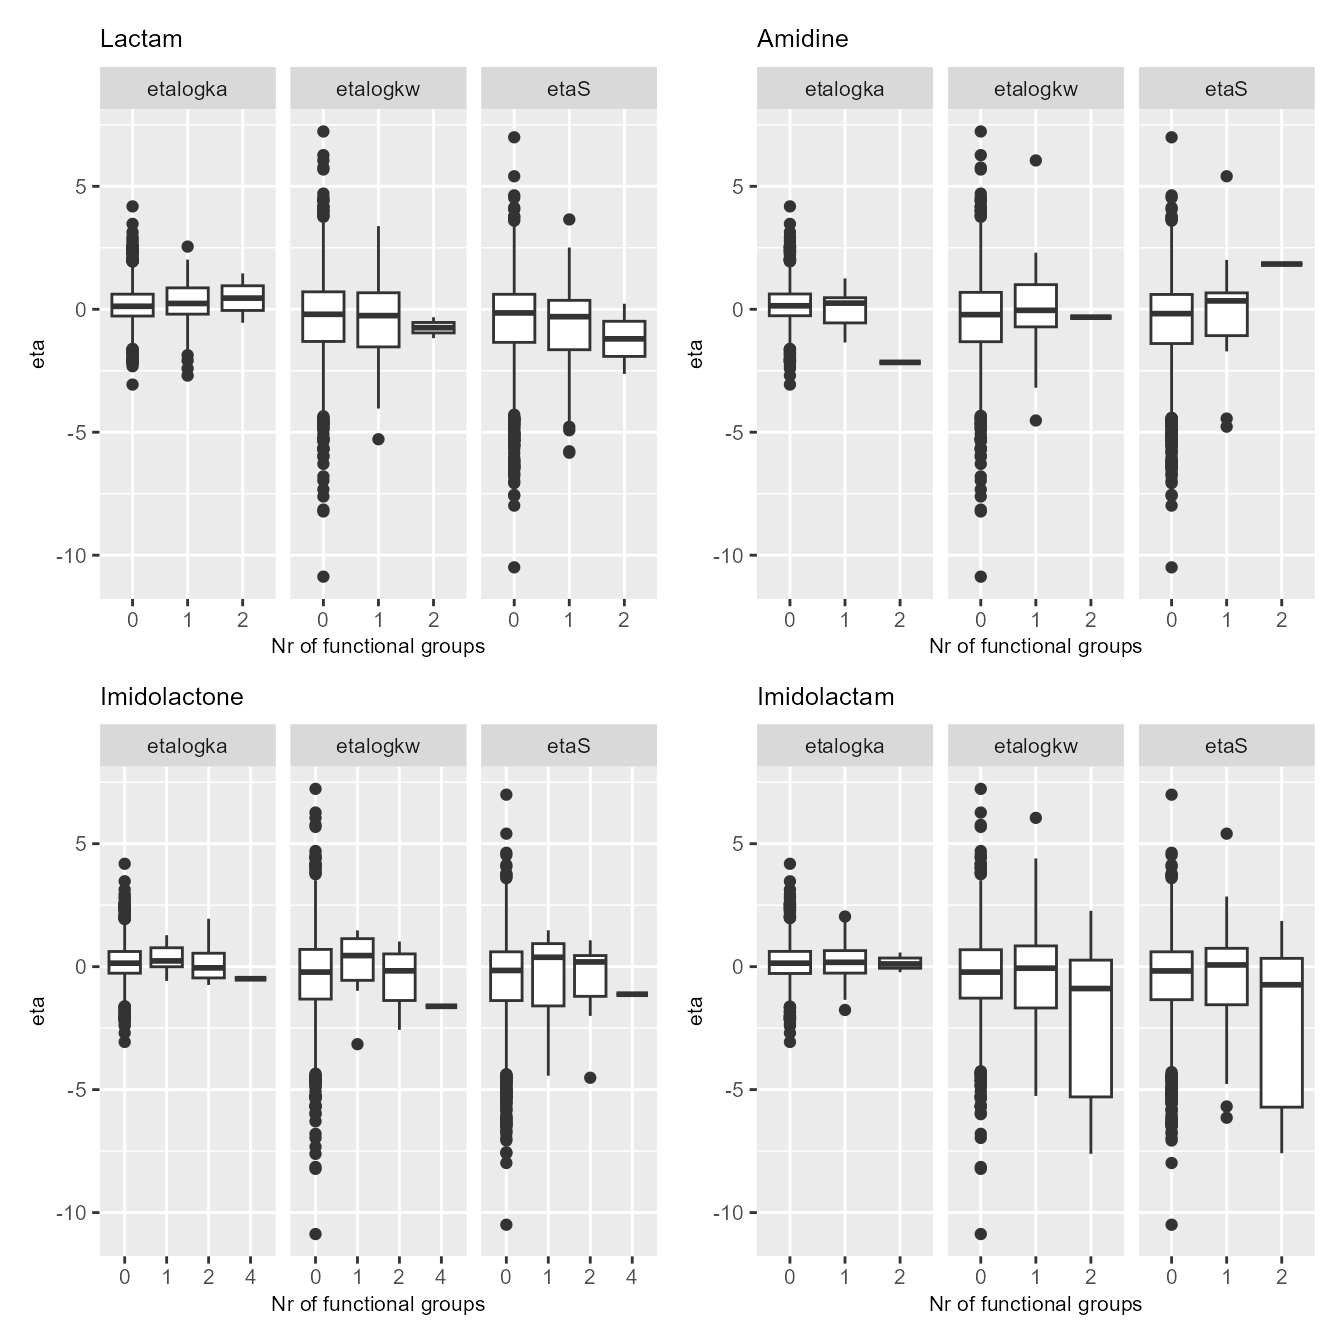 Lactam
etalogka etalogkw etaS
5
0
-5
-10
eta
0 1 2 0 1 2 0 1 2
Nr of functional groups
Amidine
etalogka etalogkw etaS
5
0
-5
-10
eta
0 1 2 0 1 2 0 1 2
Nr of functional groups
Imidolactone
etalogka etalogkw etaS
5
0
-5
-10
eta
0 1 2 4 0 1 2 4 0 1 2 4
Nr of functional groups
Imidolactam
etalogka etalogkw etaS
5
0
-5
-10
eta
0 1 2 0 1 2 0 1 2
Nr of functional groups